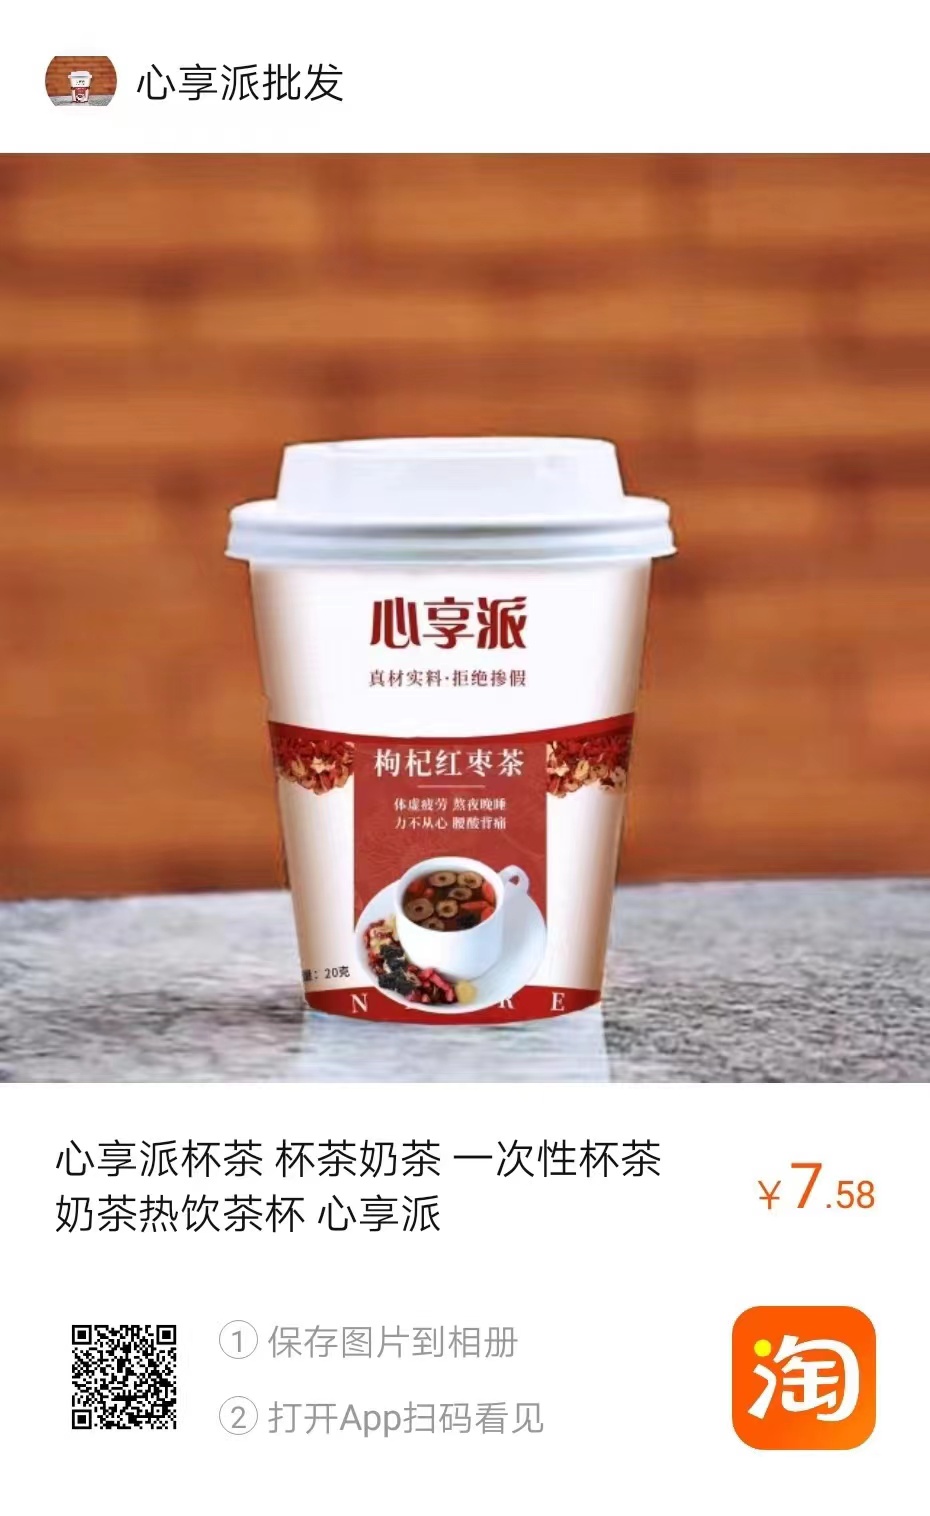 心享派批发
心享派
真材实料·拒绝掺假
枸杞红枣茶
体虚疲劳 熬夜晚睡
力不从心 腰酸背痛
量：20克
N
R E
心享派杯茶 杯茶奶茶 一次性杯茶
奶茶热饮茶杯 心享派
¥7.58
① 保存图片到相册
② 打开App扫码看见
淘